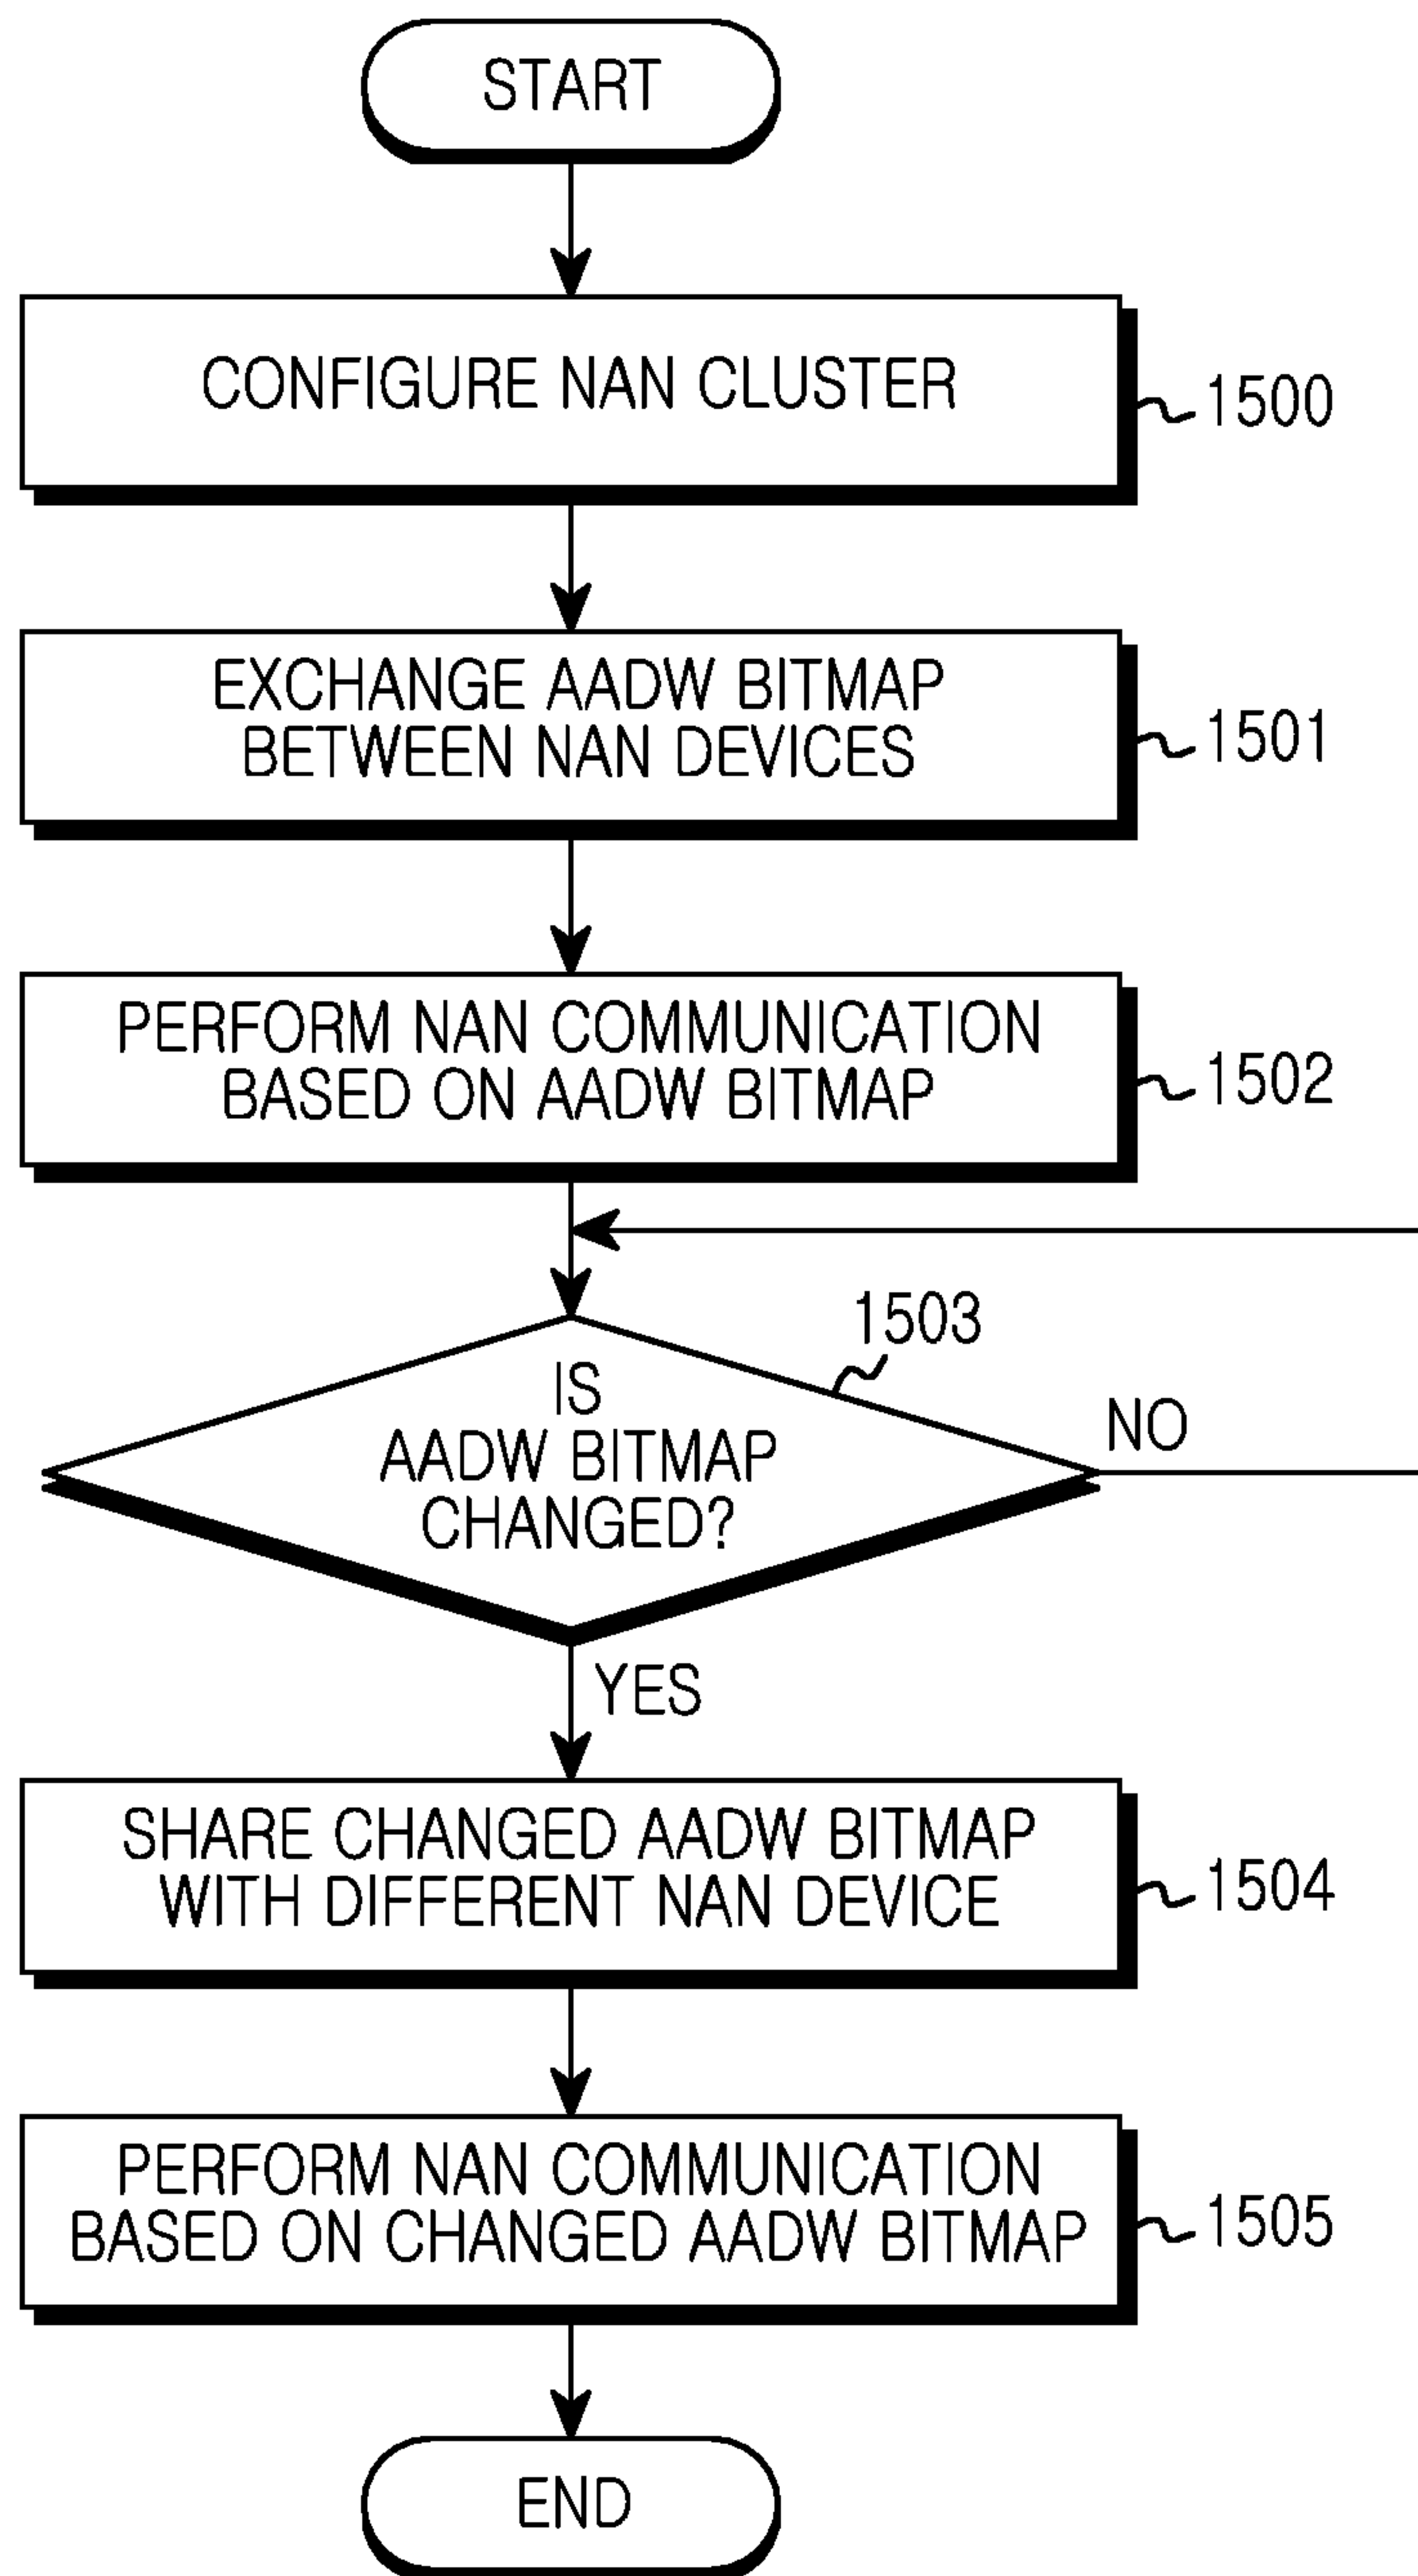 START
CONFIGURE NAN CLUSTER
1500
EXCHANGE AADW BITMAP
BETWEEN NAN DEVICES
1501
PERFORM NAN COMMUNICATION
BASED ON AADW BITMAP
1502
1503
IS
AADW BITMAP
CHANGED?
NO
YES
SHARE CHANGED AADW BITMAP
WITH DIFFERENT NAN DEVICE
1504
PERFORM NAN COMMUNICATION
BASED ON CHANGED AADW BITMAP
1505
END